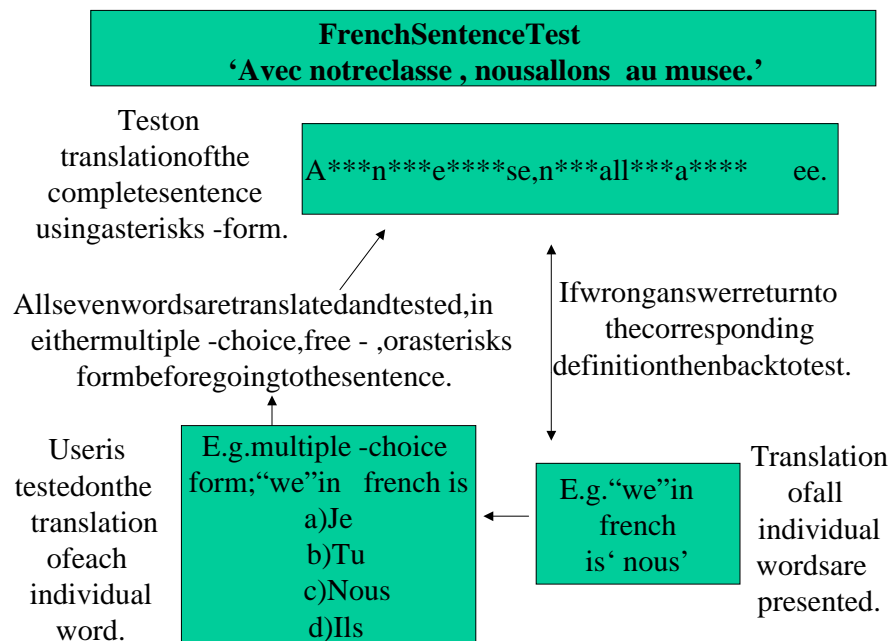 FrenchSentenceTest
‘Avec notreclasse , nousallons au musee.’
Teston
translationofthe
completesentence
usingasterisks -form.
A***n***e****se,n***all***a**** ee.
Allsevenwordsaretranslatedandtested,in
eithermultiple -choice,free - ,orasterisks
formbeforegoingtothesentence.
Ifwronganswerreturnto
thecorresponding
definitionthenbacktotest.
Useris
testedonthe
translation
ofeach
individual
word.
E.g.multiple -choice
form;“we”in french is
a)Je
b)Tu
c)Nous
d)Ils
E.g.“we”in
french
is‘ nous’
Translation
ofall
individual
wordsare
presented.